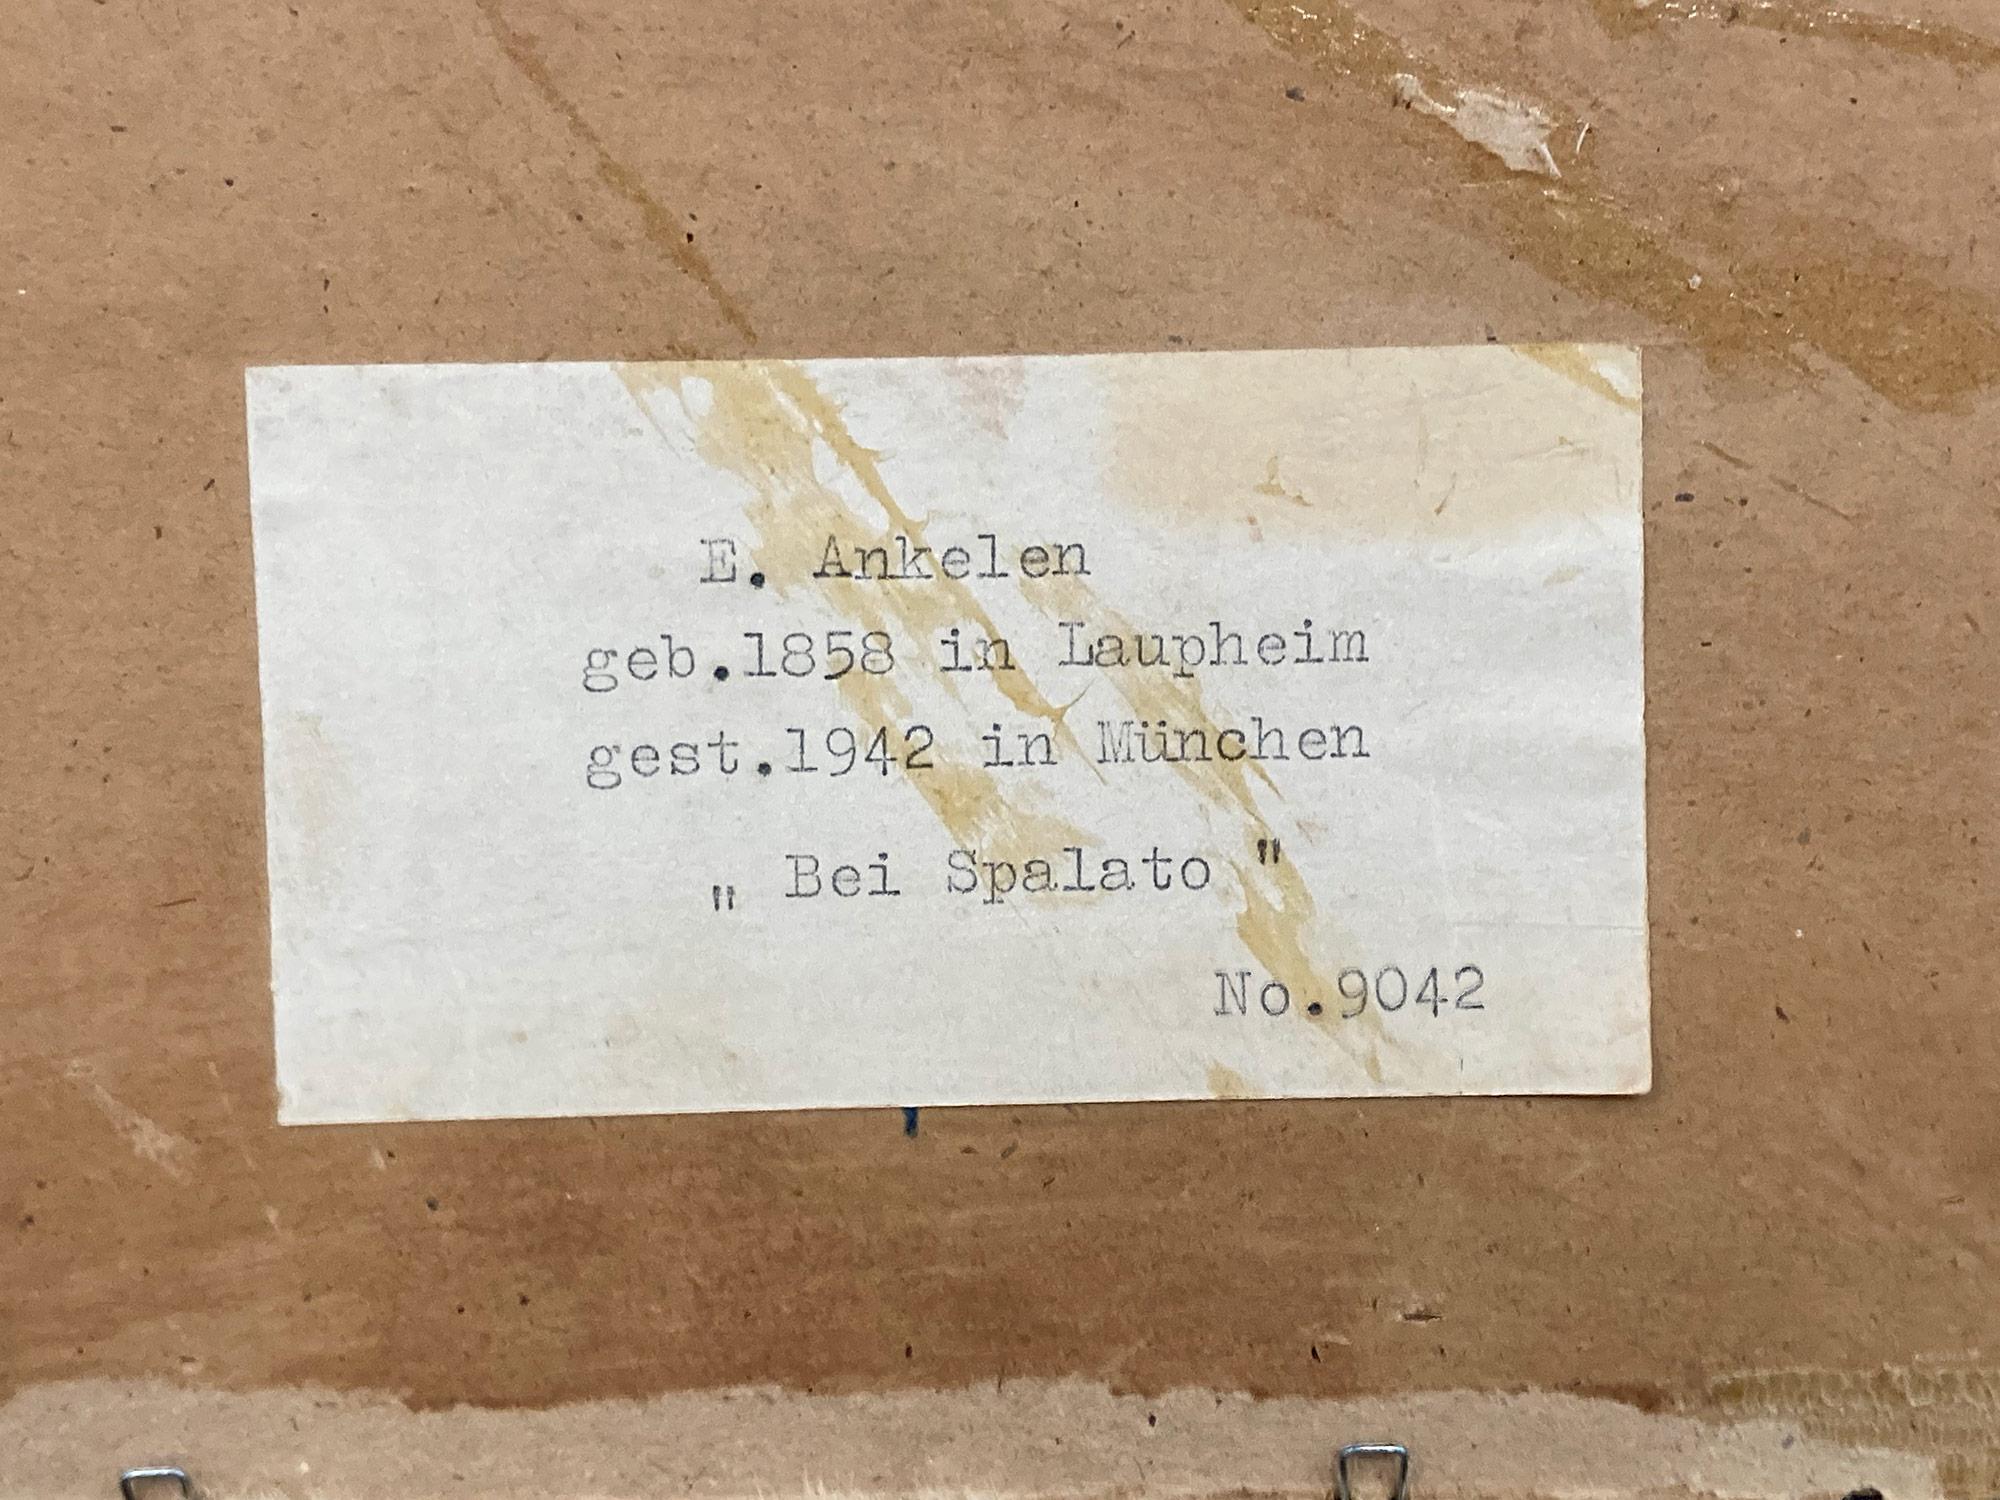 E. Ankelen
geb.1858 in Laupheim
gest.1942 in München
„ Bei Spalato "
No.9042